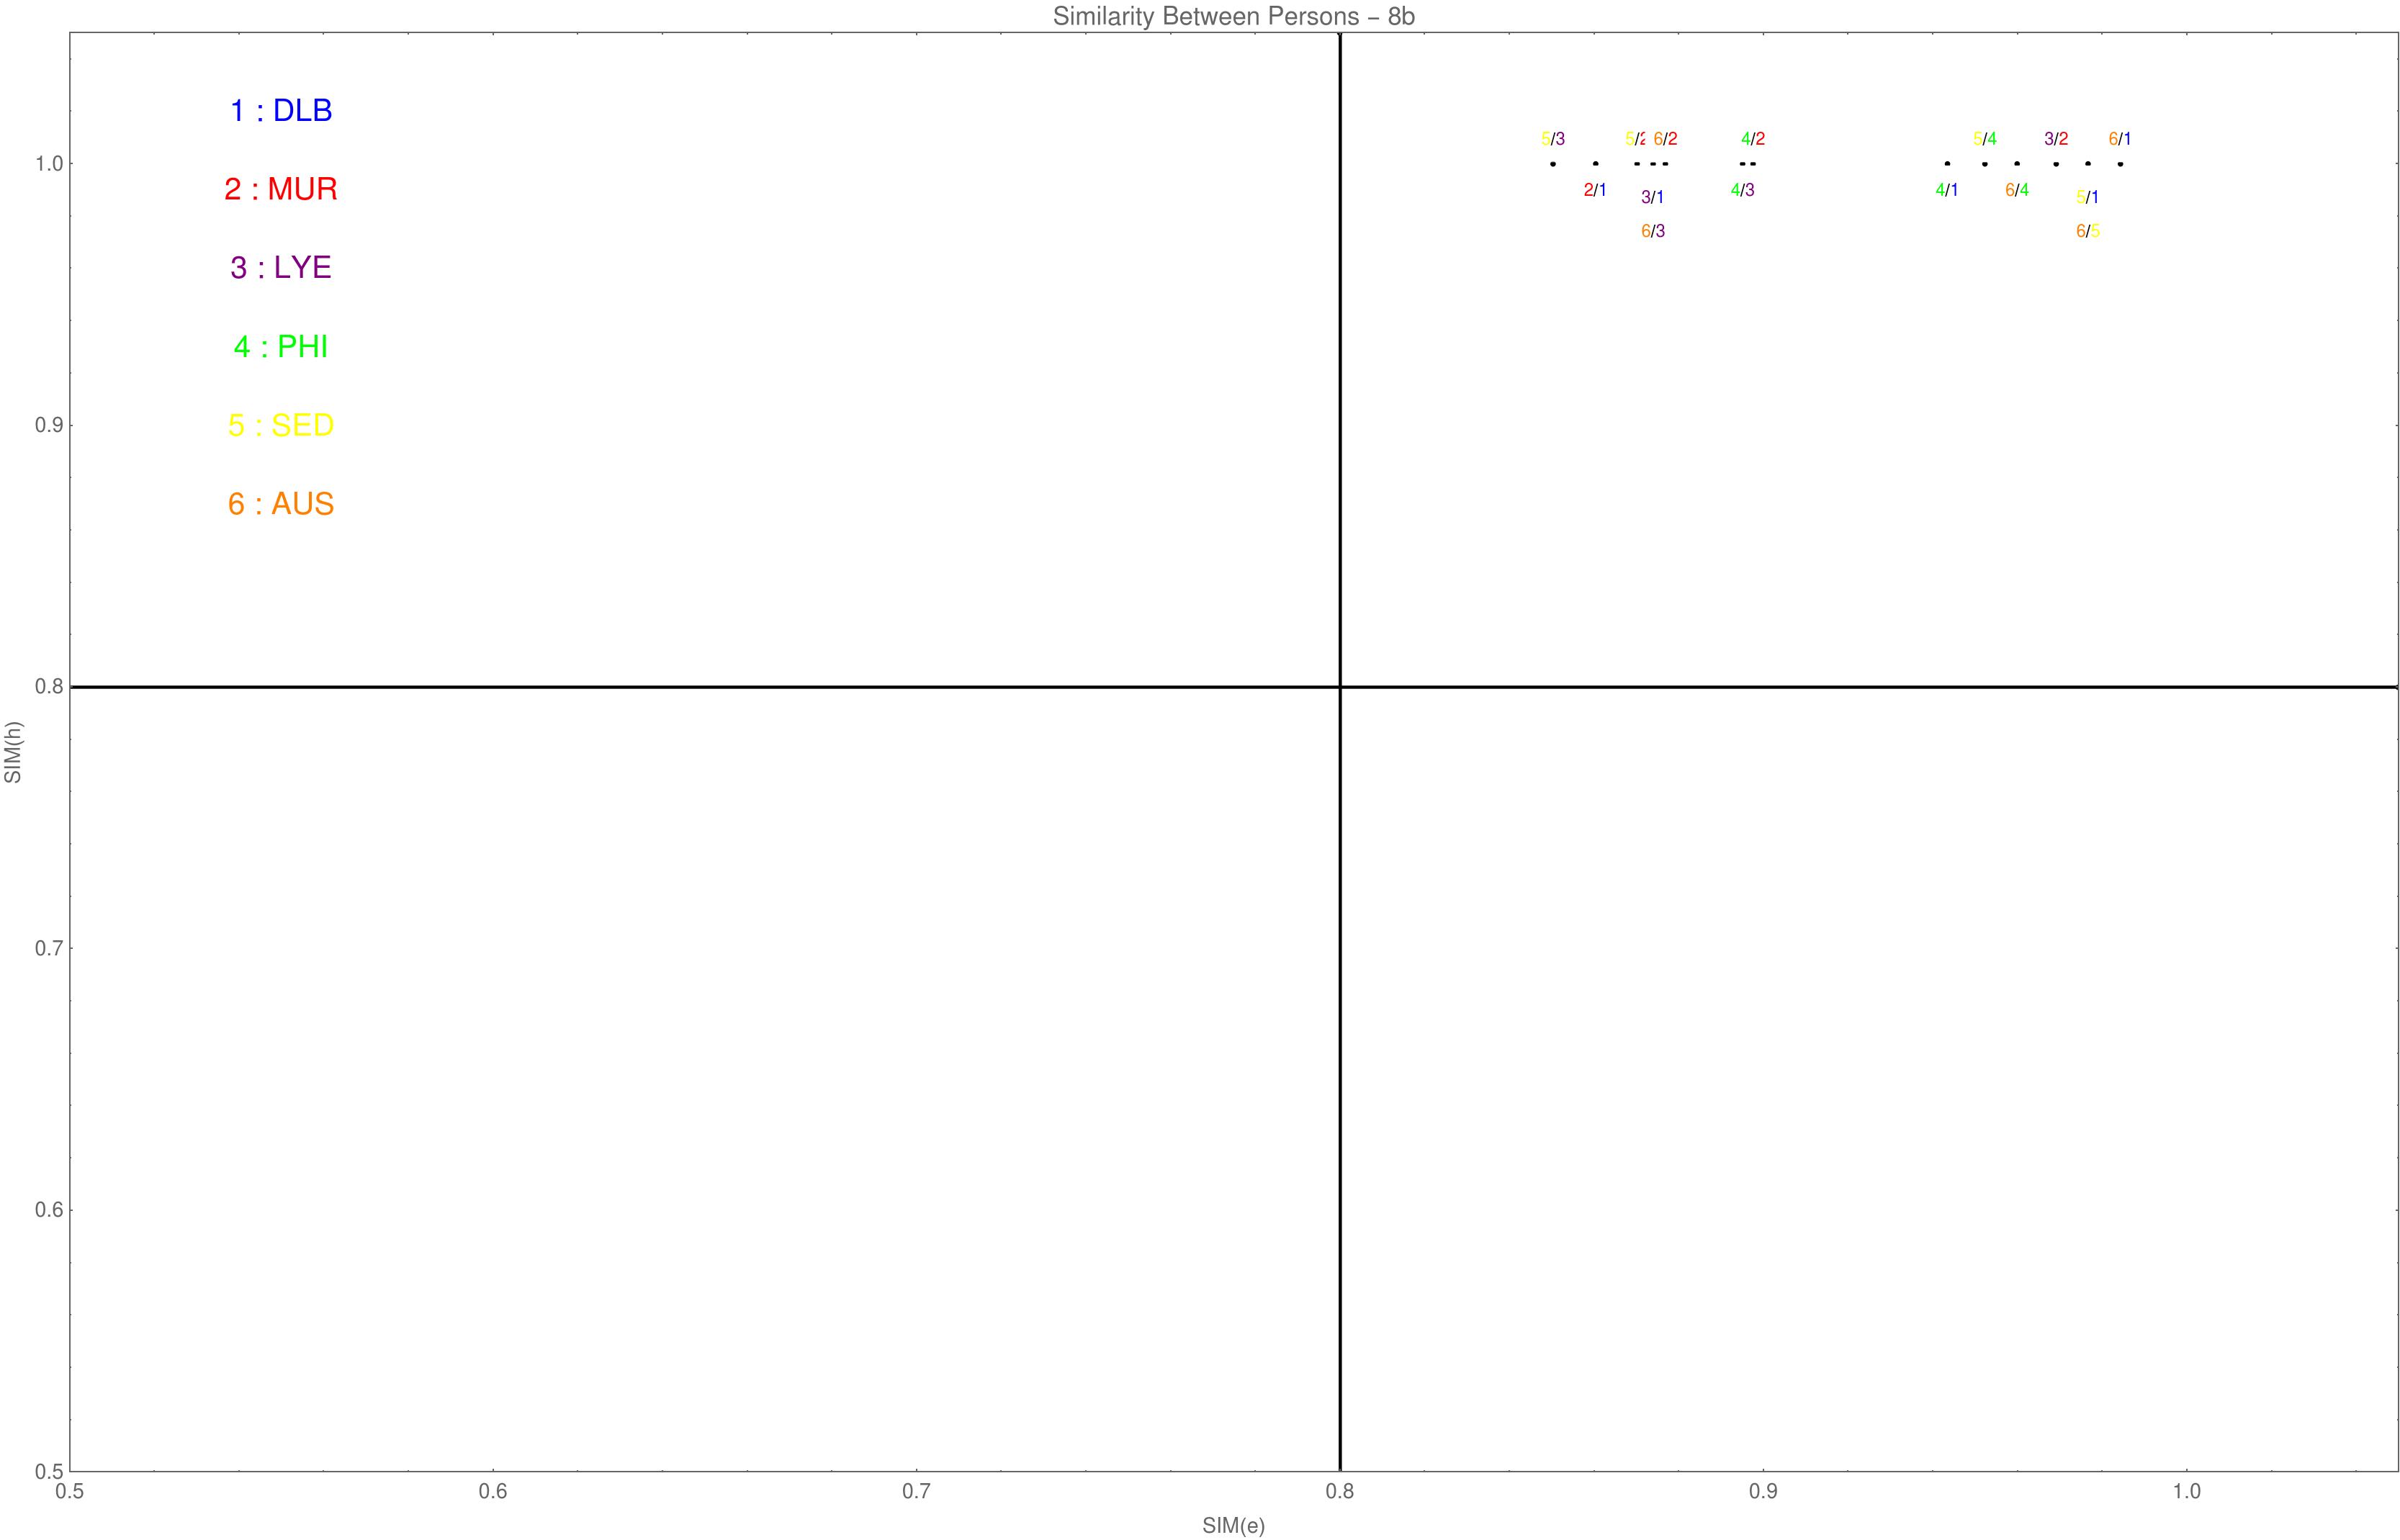 Similarity Between Persons – 8b
1 : DLB
2 : MUR
3 : LYE
4 : PHI
5 : SED
6 : AUS
5/3 5/2 6/2 4/2 5/4 3/2 6/1
2/1 3/1 4/3 4/1 6/4 5/1
6/3 6/5
1.0
0.9
0.8
0.7
0.6
0.5
SIM(h)
0.5 0.6 0.7 0.8 0.9 1.0
SIM(e)